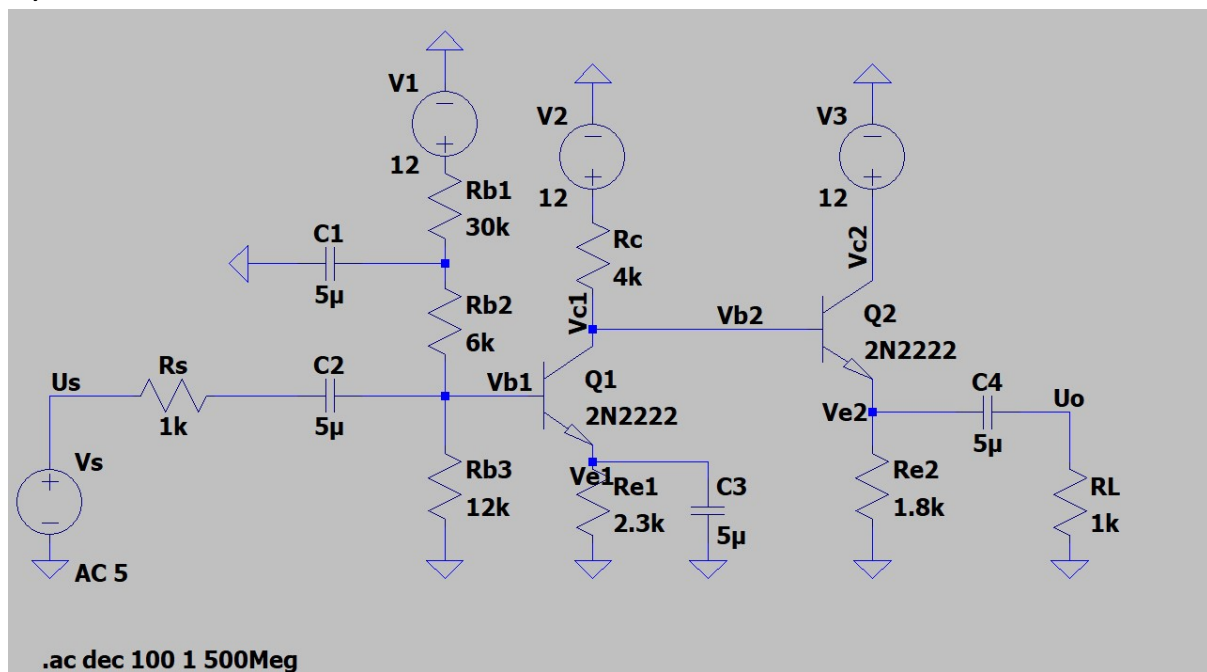 V1
12
V2
12
V3
12
Rb1
30k
C1
5µ
Rb2
6k
Rc
4k
Vc1
Vc2
Vb2
Q2
2N2222
Us
Rs
1k
C2
5µ
Vb1
Q1
2N2222
Ve2
C4
5µ
Uo
Vs
AC 5
Rb3
12k
Ve1
Re1
2.3k
C3
5µ
Re2
1.8k
RL
1k
.ac dec 100 1 500Meg